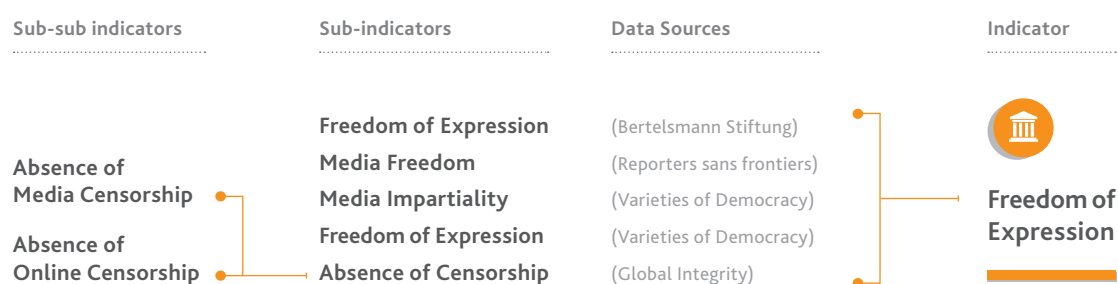 Sub-sub indicators
Sub-indicators
Data Sources
Indicator
Absence of
Media Censorship
Absence of
Online Censorship
Freedom of Expression
(Bertelsmann Stiftung)
Media Freedom
(Reporters sans frontiers)
Media Impartiality
(Varieties of Democracy)
Freedom of Expression
(Varieties of Democracy)
Absence of Censorship
(Global Integrity)
Freedom of
Expression